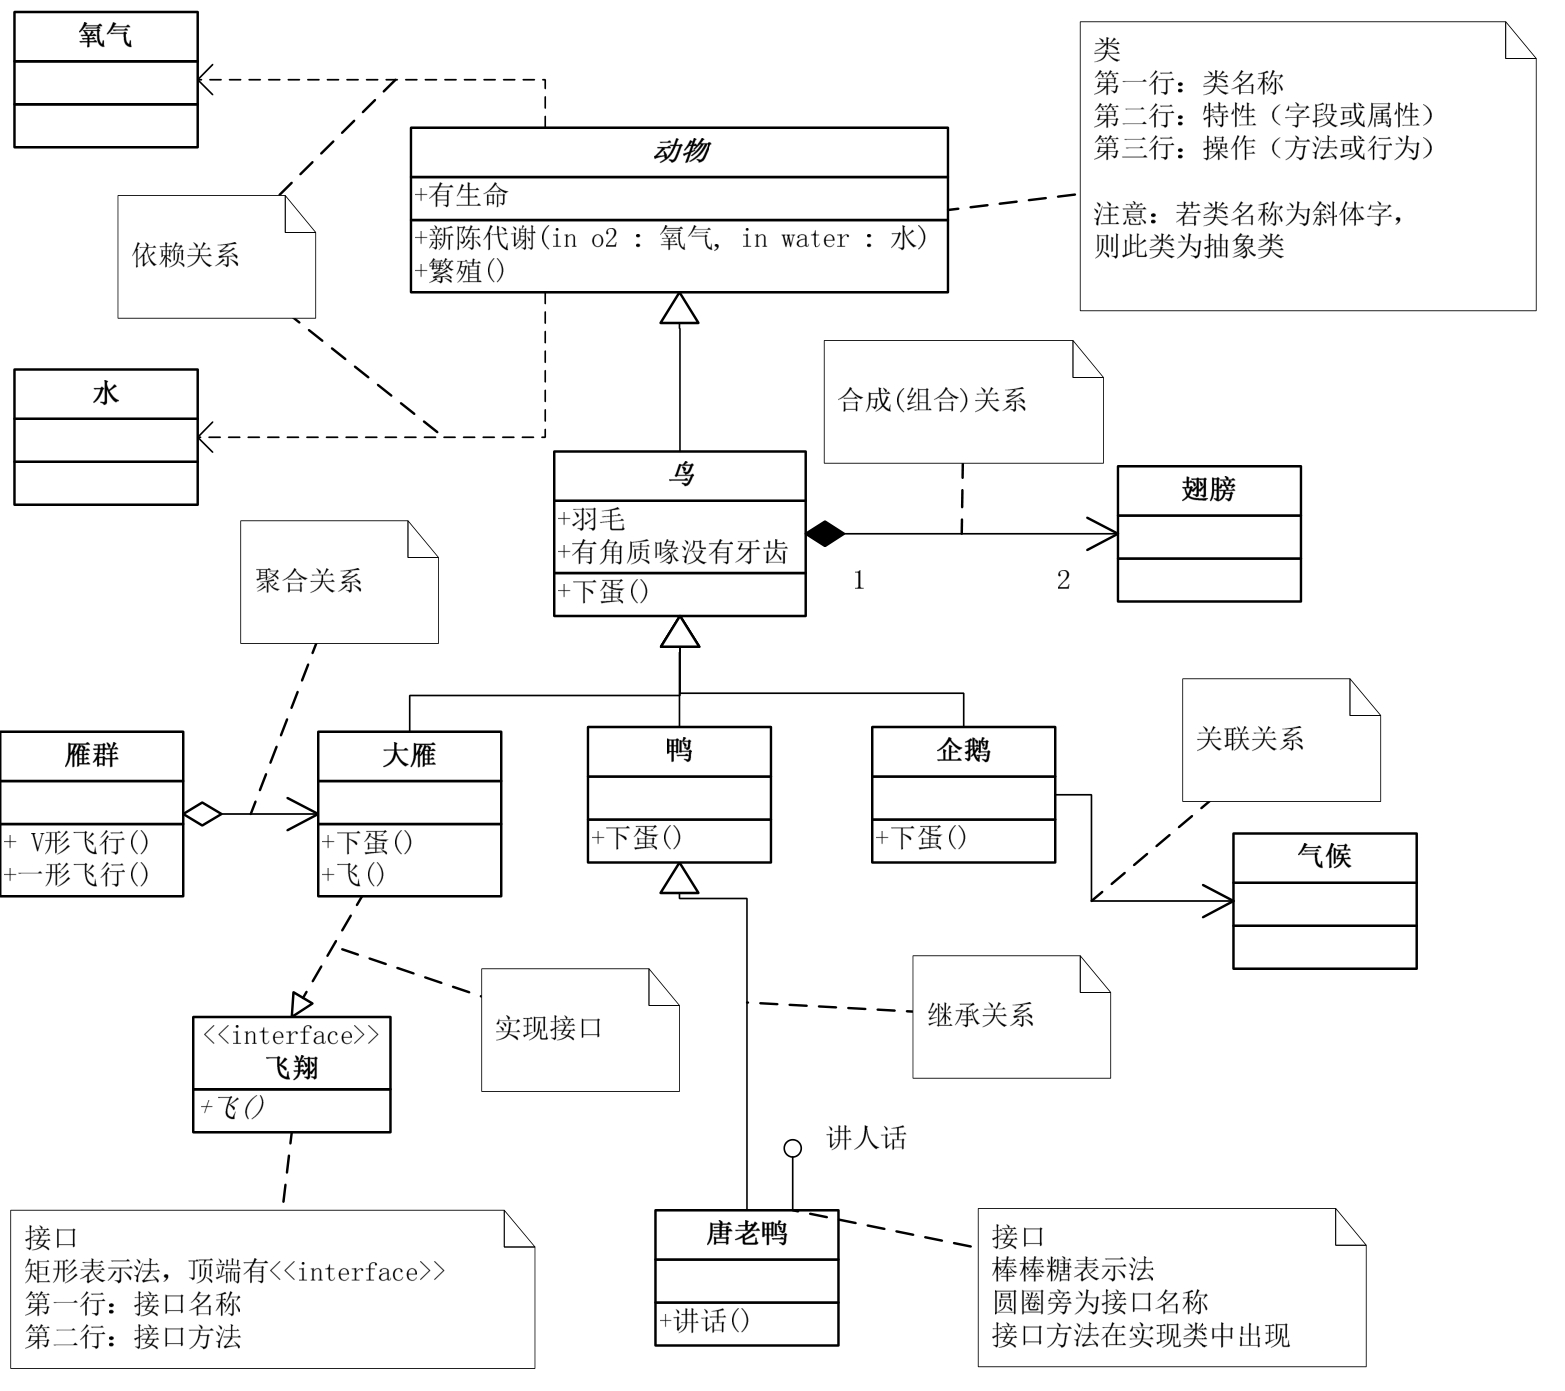 氧气
类
第一行：类名称
第二行：特性（字段或属性）
第三行：操作（方法或行为）
注意：若类名称为斜体字，
则此类为抽象类
动物
+有生命
+新陈代谢(in o2 : 氧气, in water : 水)
+繁殖()
依赖关系
水
合成(组合)关系
鸟
+羽毛
+有角质喙没有牙齿
+下蛋()
1
2
翅膀
聚合关系
关联关系
雁群
+ V形飞行()
+一形飞行()
大雁
+下蛋()
+飞()
鸭
+下蛋()
企鹅
+下蛋()
气候
实现接口
继承关系
<<interface>>
飞翔
+飞()
讲人话
接口
矩形表示法，顶端有<<interface>>
第一行：接口名称
第二行：接口方法
唐老鸭
+讲话()
接口
棒棒糖表示法
圆圈旁为接口名称
接口方法在实现类中出现